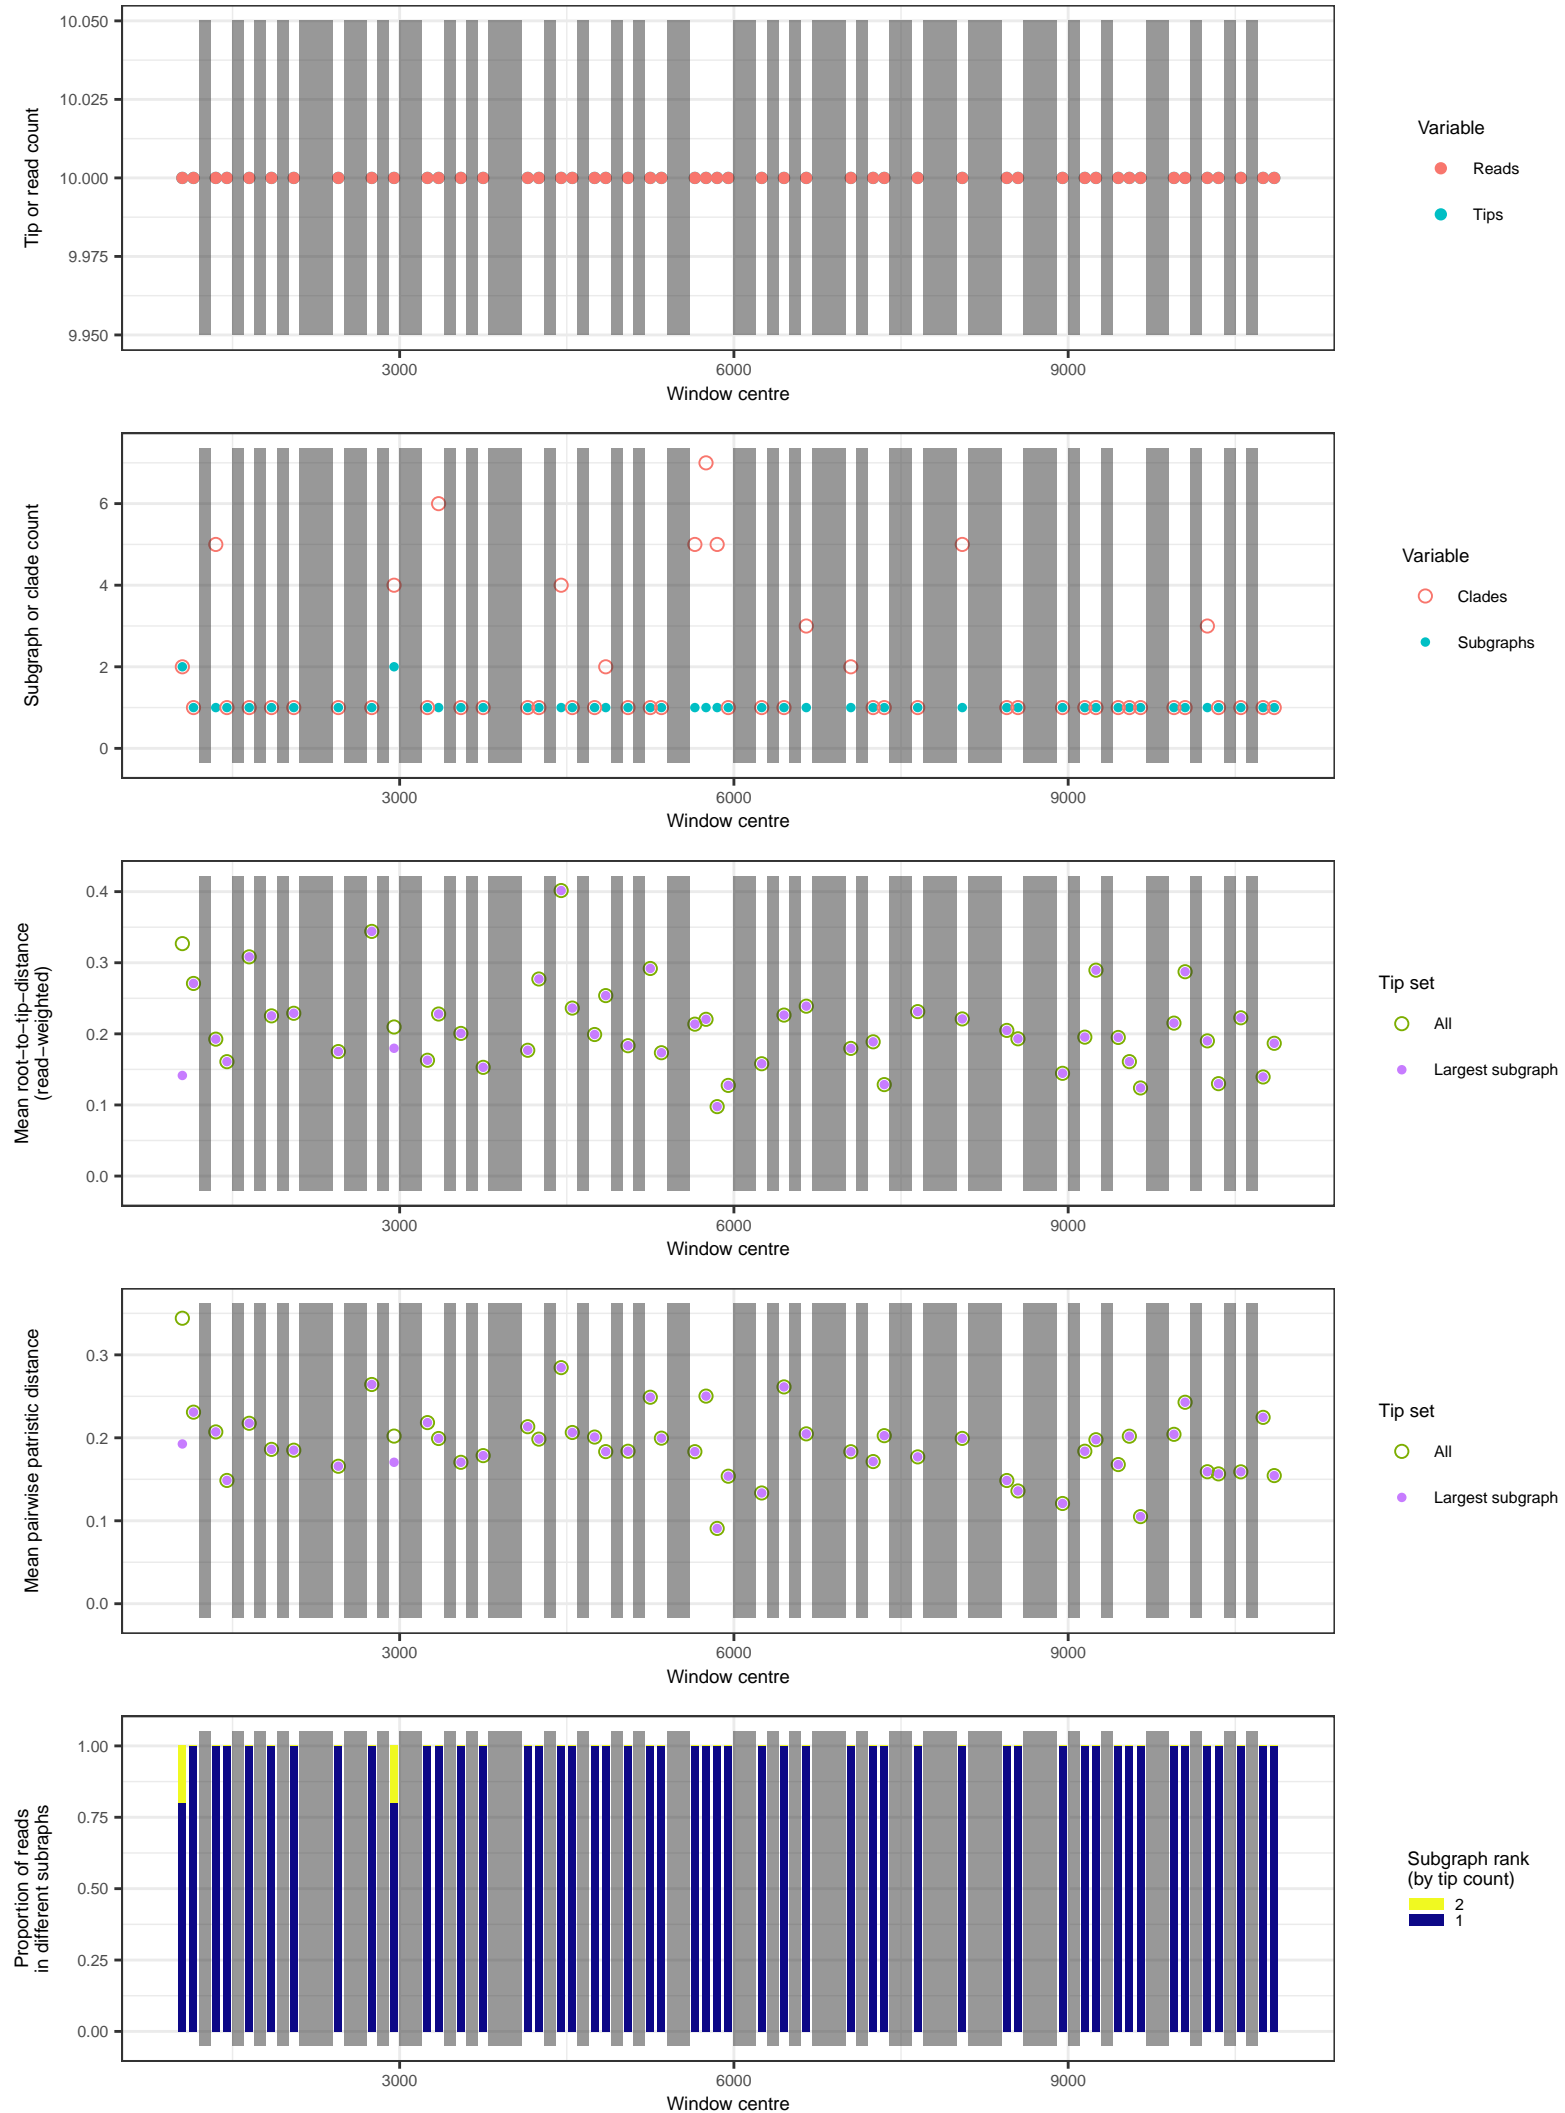 10.050
10.025
10.000
9.975
9.950
Tip or read count
3000
6000
9000
Window centre
Variable
Reads
Tips
6
4
2
0
Subgraph or clade count
3000
6000
9000
Window centre
Variable
Clades
Subgraphs
0.4
0.3
0.2
0.1
0.0
Mean root−to−tip−distance
(read−weighted)
3000
6000
9000
Window centre
Tip set
All
Largest subgraph
0.3
0.2
0.1
0.0
Mean pairwise patristic distance
3000
6000
9000
Window centre
Tip set
All
Largest subgraph
1.00
0.75
0.50
0.25
0.00
Proportion of reads
in different subraphs
3000
6000
9000
Window centre
Subgraph rank
(by tip count)
2
1